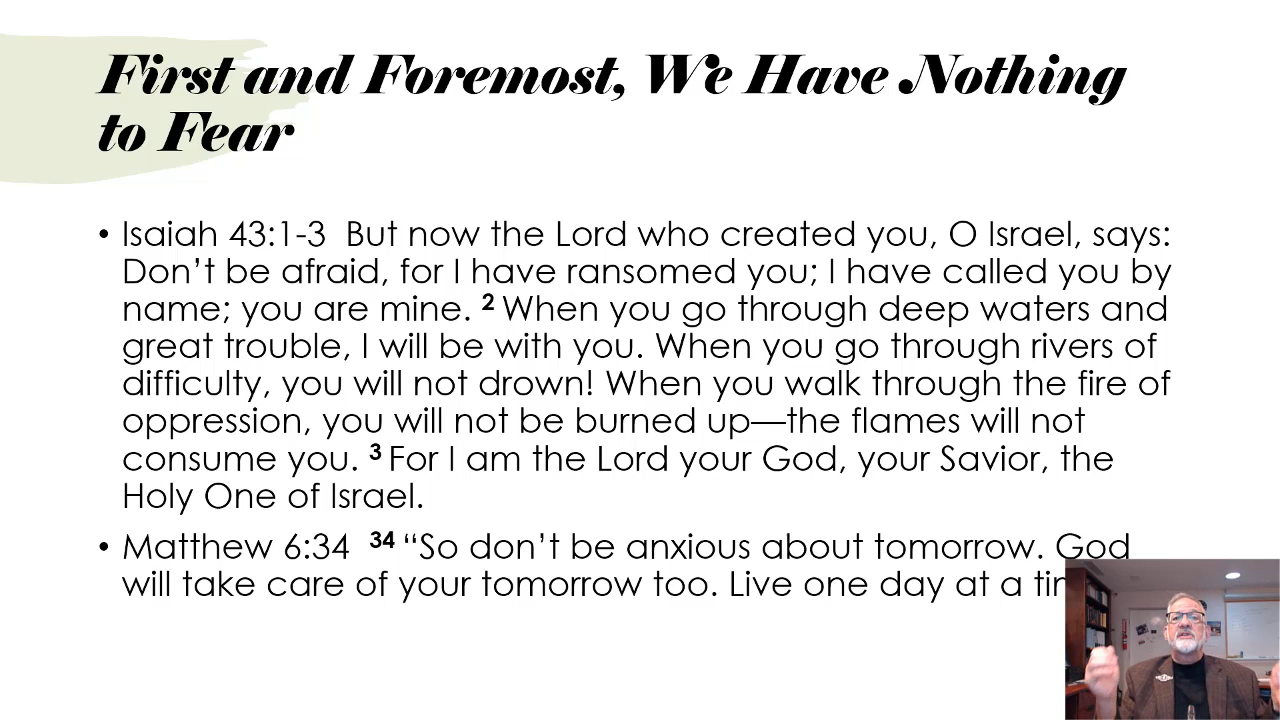 First and Foremost, We Have Nothing
to Fear
• Isaiah 43:1-3 But now the Lord who created you, O Israel, says:
Don’t be afraid, for I have ransomed you; I have called you by
name; you are mine. 2 When you go through deep waters and
great trouble, I will be with you. When you go through rivers of
difficulty, you will not drown! When you walk through the fire of
oppression, you will not be burned up—the flames will not
consume you. 3 For I am the Lord your God, your Savior, the
Holy One of Israel.
• Matthew 6:34 34 “So don’t be anxious about tomorrow. God
will take care of your tomorrow too. Live one day at a